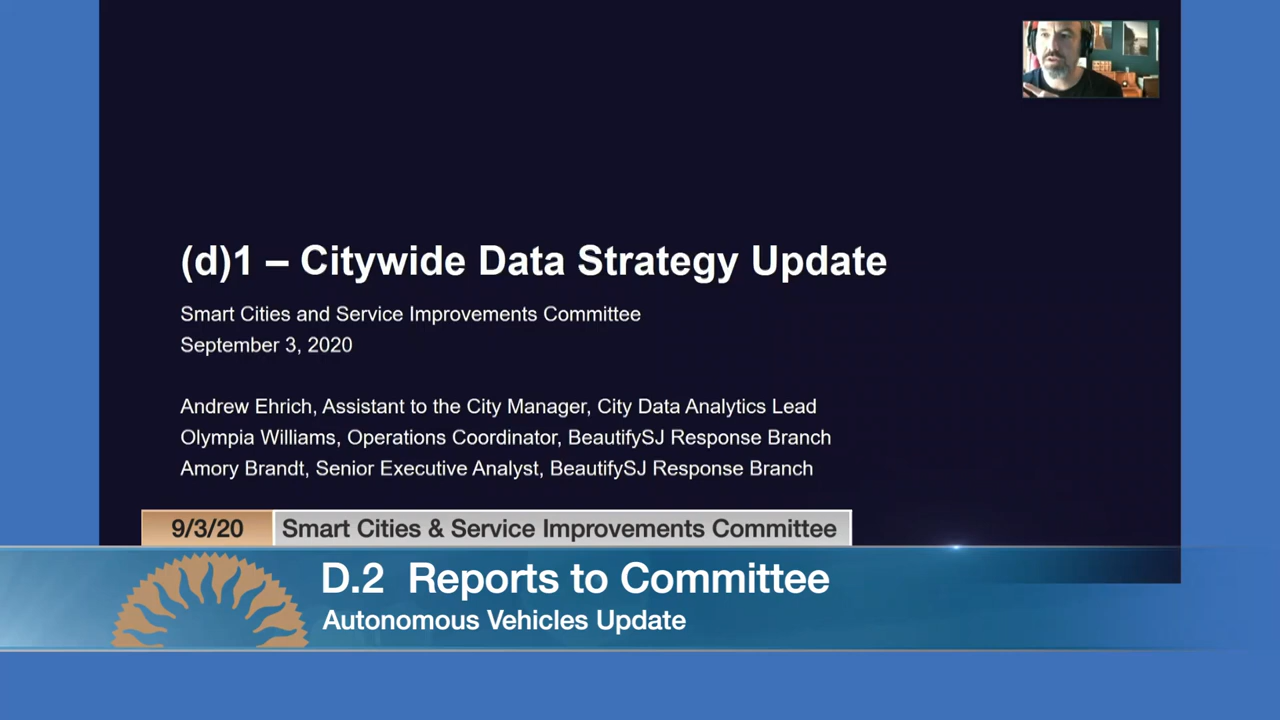 (d)1 – Citywide Data Strategy Update
Smart Cities and Service Improvements Committee
September 3, 2020
Andrew Ehrich, Assistant to the City Manager, City Data Analytics Lead
Olympia Williams, Operations Coordinator, BeautifySJ Response Branch
Amory Brandt, Senior Executive Analyst, BeautifySJ Response Branch
9/3/20 Smart Cities & Service Improvements Committee
D.2 Reports to Committee
Autonomous Vehicles Update